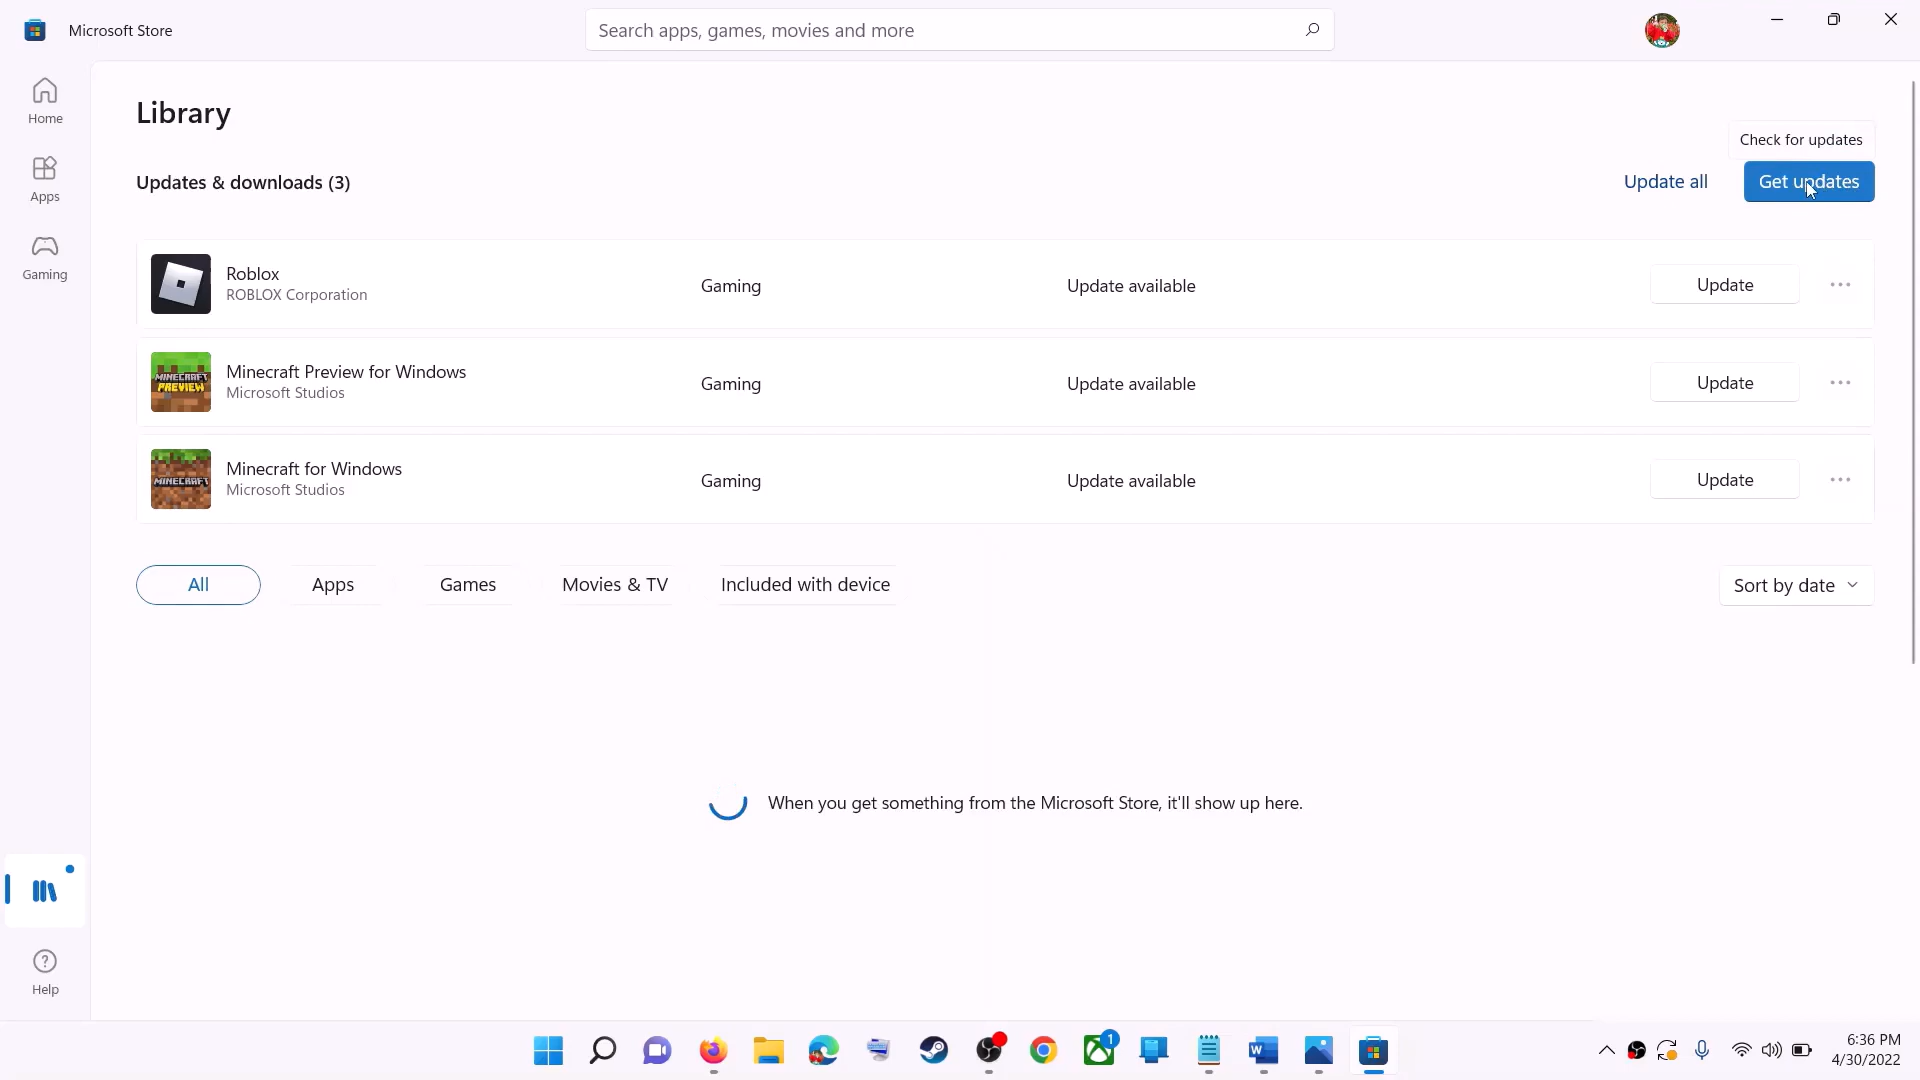 Microsoft Store
Search apps, games, movies and more
Home
Apps
Gaming
Library
Check for updates
Updates & downloads (3)
Update all
Get updates
Roblox
ROBLOX Corporation
Gaming
Update available
Update
MINECRAFT
PREVIEW
Minecraft Preview for Windows
Microsoft Studios
Gaming
Update available
Update
MINECRAFT
Minecraft for Windows
Microsoft Studios
Gaming
Update available
Update
All
Apps
Games
Movies & TV
Included with device
Sort by date
When you get something from the Microsoft Store, it'll show up here.
Help
1
W
6:36 PM
4/30/2022